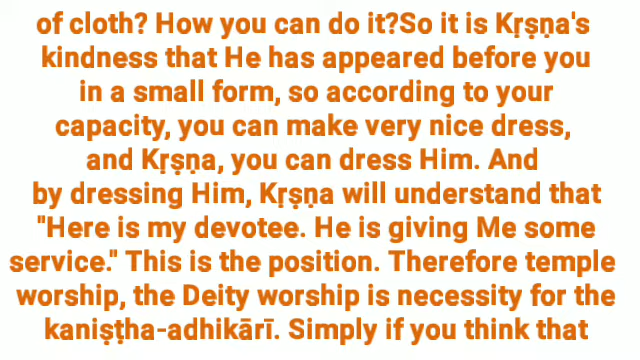 of cloth? How you can do it?So it is Kṛṣṇa's
kindness that He has appeared before you
in a small form, so according to your
capacity, you can make very nice dress,
and Kṛṣṇa, you can dress Him. And
by dressing Him, Kṛṣṇa will understand that
"Here is my devotee. He is giving Me some
service." This is the position. Therefore temple
worship, the Deity worship is necessity for the
kaniṣṭha-adhikārī. Simply if you think that